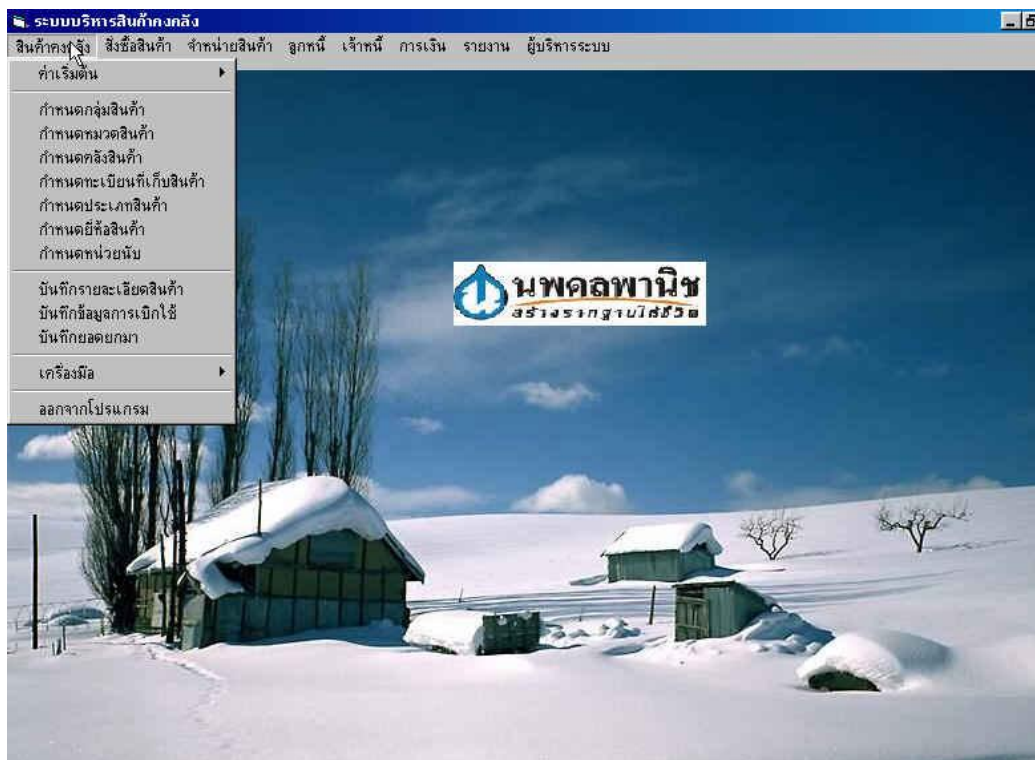 ระบบบริหารสินค้าคงคลัง
สินค้าคงคลัง สั่งซื้อสินค้า จำหน่ายสินค้า ลูกหนี้ เจ้าหนี้ การเงิน รายงาน ผู้บริหารระบบ
ค่าเริ่มต้น
กำหนดกลุ่มสินค้า
กำหนดหมวดสินค้า
กำหนดคลังสินค้า
กำหนดทะเบียนที่เก็บสินค้า
กำหนดประเภทสินค้า
กำหนดยี่ห้อสินค้า
กำหนดหน่วยนับ
บันทึกรายละเอียดสินค้า
บันทึกข้อมูลการเบิกใช้
บันทึกยอดยกมา
เครื่องมือ
ออกจากโปรแกรม
นพดลพานิช
สร้างรากฐานให้ชีวิต